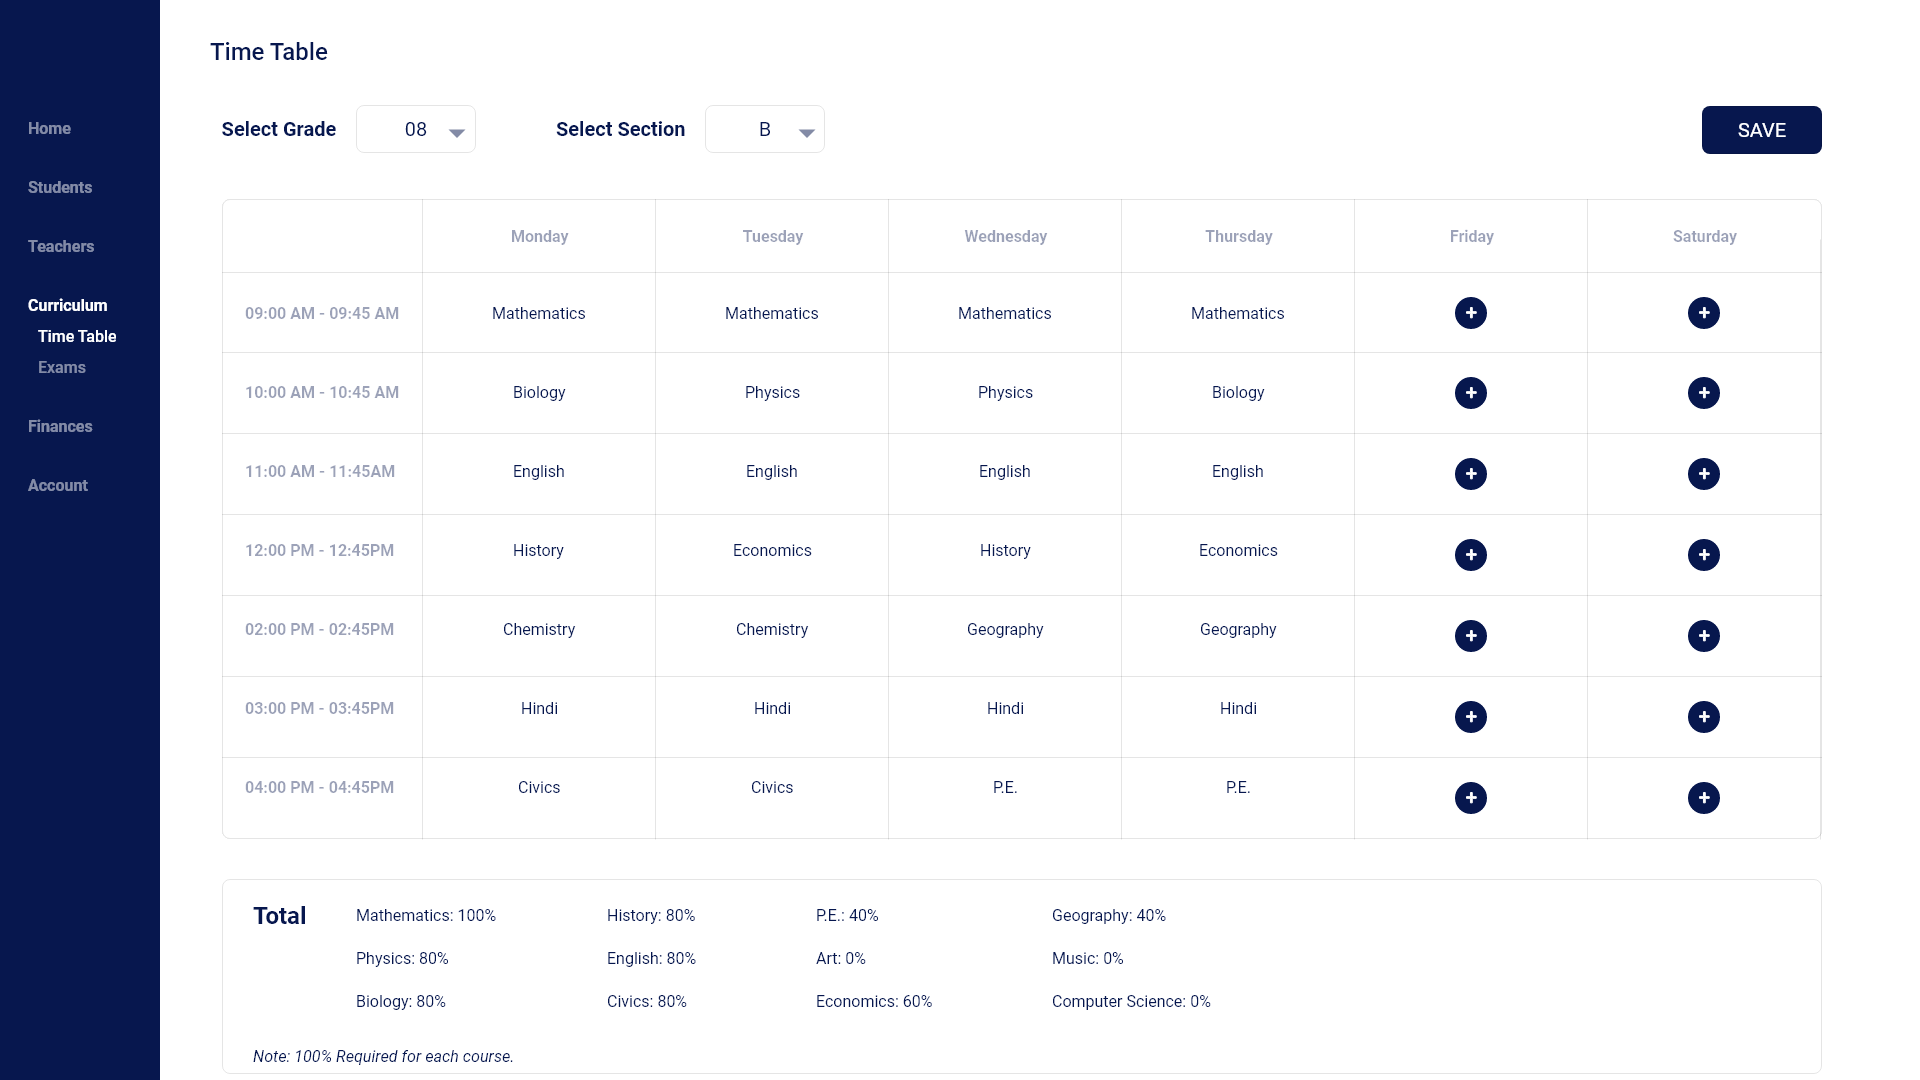 Time Table
Home
Students
Teachers
Curriculum
Time Table
Exams
Finances
Account
Select Grade 08 Select Section B SAVE
Monday Tuesday Wednesday Thursday Friday Saturday
09:00 AM - 09:45 AM Mathematics Mathematics Mathematics Mathematics + +
10:00 AM - 10:45 AM Biology Physics Physics Biology + +
11:00 AM - 11:45AM English English English English + +
12:00 PM - 12:45PM History Economics History Economics + +
02:00 PM - 02:45PM Chemistry Chemistry Geography Geography + +
03:00 PM - 03:45PM Hindi Hindi Hindi Hindi + +
04:00 PM - 04:45PM Civics Civics P.E. P.E. + +
Total Mathematics: 100% History: 80% P.E.: 40% Geography: 40%
Physics: 80% English: 80% Art: 0% Music: 0%
Biology: 80% Civics: 80% Economics: 60% Computer Science: 0%
Note: 100% Required for each course.